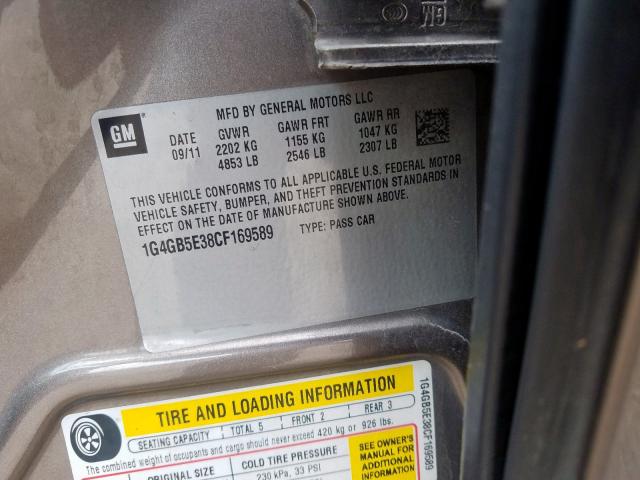 GM
GM
MFD BY GENERAL MOTORS LLC
DATE GVWR GAWR FRT GAWR RR
09/11 2202 KG 1155 KG 1047 KG
4853 LB 2546 LB 2307 LB
THIS VEHICLE CONFORMS TO ALL APPLICABLE U.S. FEDERAL MOTOR
VEHICLE SAFETY, BUMPER, AND THEFT PREVENTION STANDARDS IN
EFFECT ON THE DATE OF MANUFACTURE SHOWN ABOVE.
1G4GB5E38CF169589 TYPE: PASS CAR
TIRE AND LOADING INFORMATION
SEATING CAPACITY TOTAL 5 FRONT 2 REAR 3
The combined weight of occupants and cargo should never exceed 420 kg or 926 lbs.
ORIGINAL SIZE COLD TIRE PRESSURE
230 kPa, 33 PSI
SEE OWNER'S
MANUAL FOR
ADDITIONAL
INFORMATION
1G4GB5E38CF169589